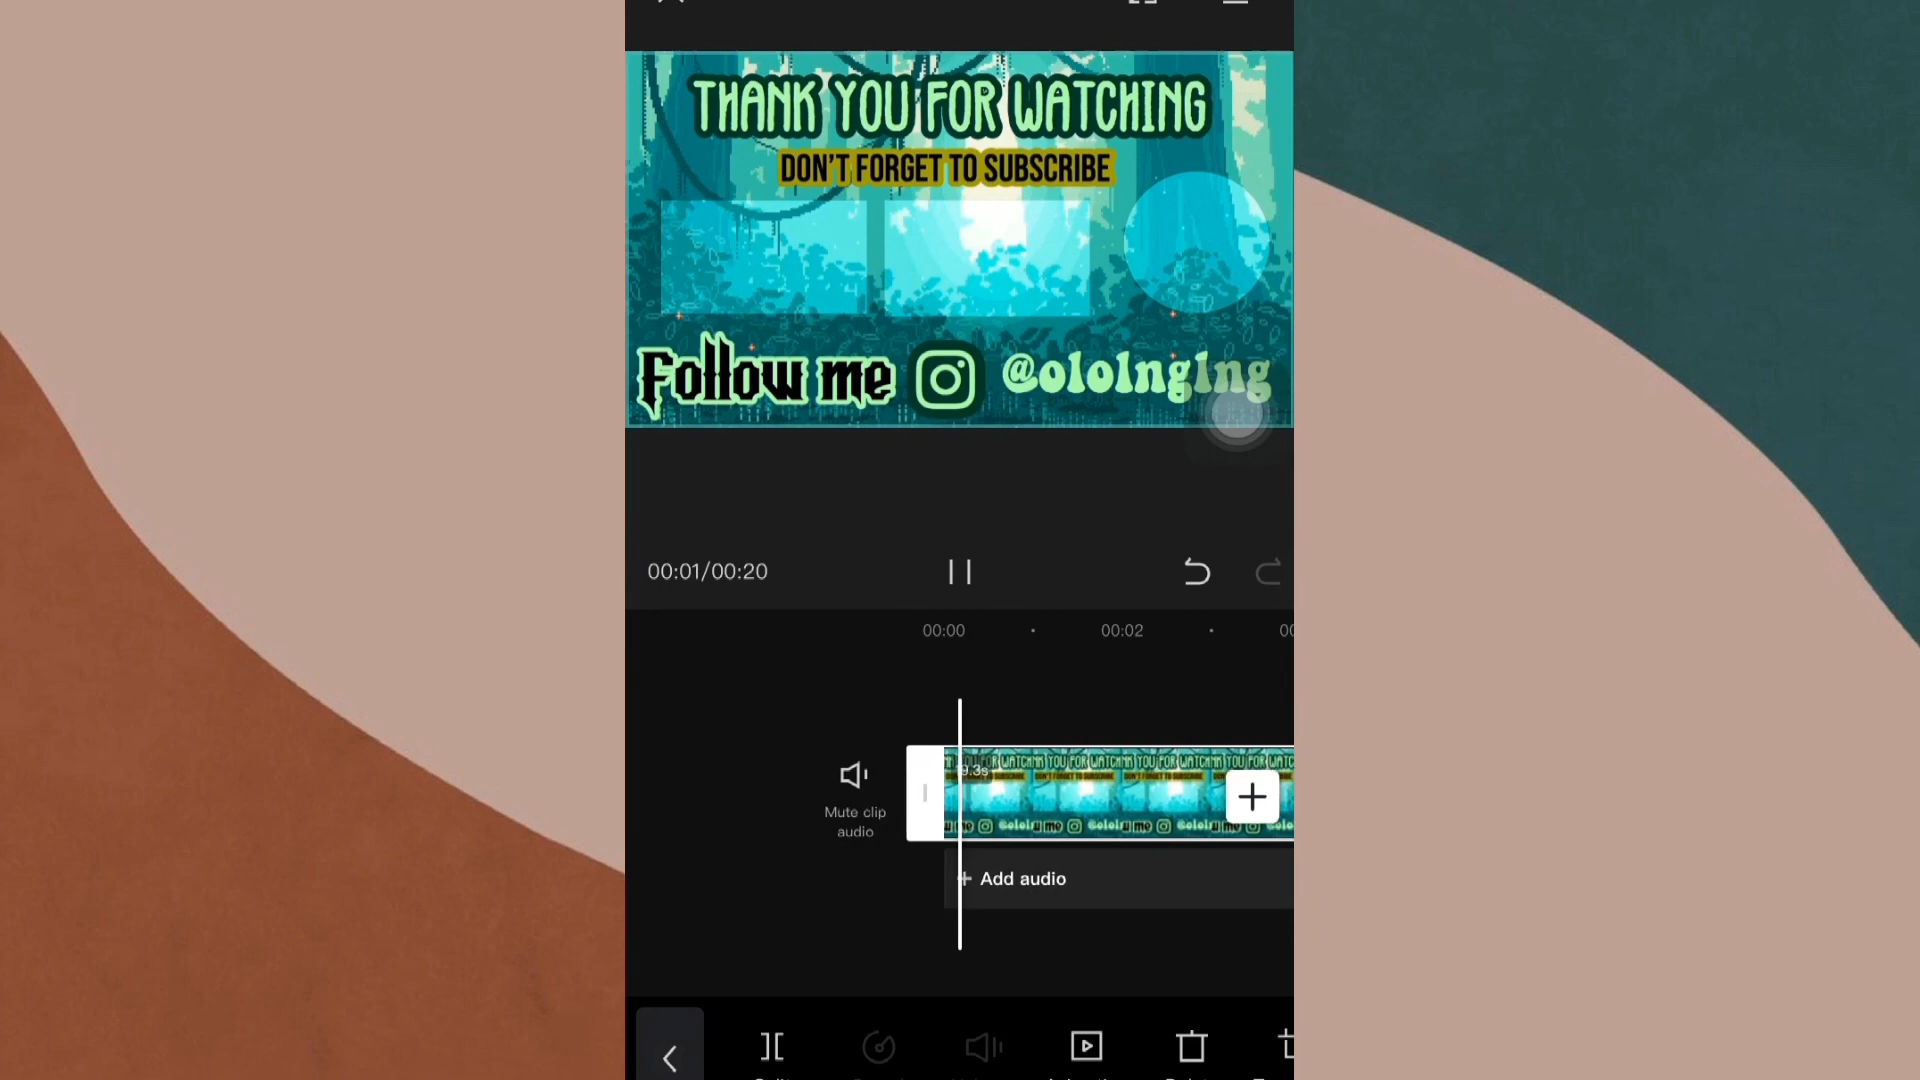 THANK YOU FOR WATCHING
DON'T FORGET TO SUBSCRIBE
Follow me @ololnglng
00:01/00:20
00:00 00:02
Mute clip
audio
Add audio